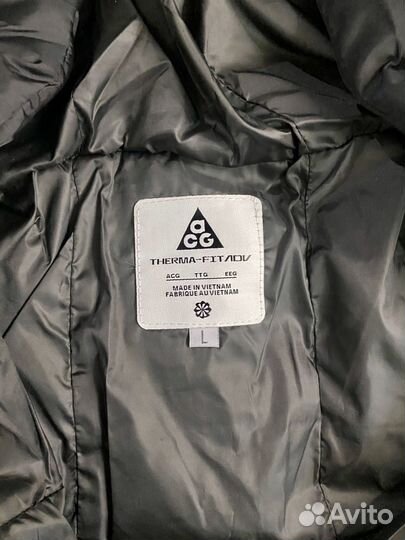 aCG
THERMA-FIT ADV
ACG TTG EEG
MADE IN VIETNAM
FABRIQUE AU VIETNAM
L
Avito